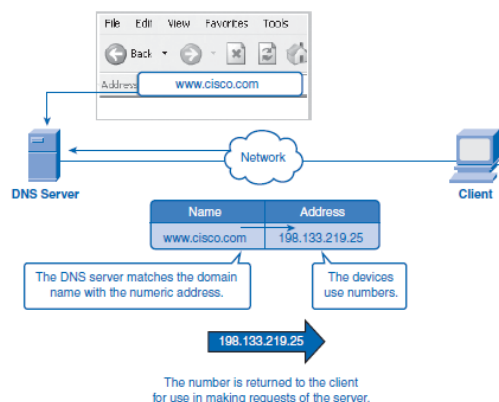 File Edit View Favorites Tools
Back
Address
www.cisco.com
Network
DNS Server
Client
Name Address
www.cisco.com 198.133.219.25
The DNS server matches the domain
name with the numeric address.
The devices
use numbers.
198.133.219.25
The number is returned to the client
for use in making requests of the server.